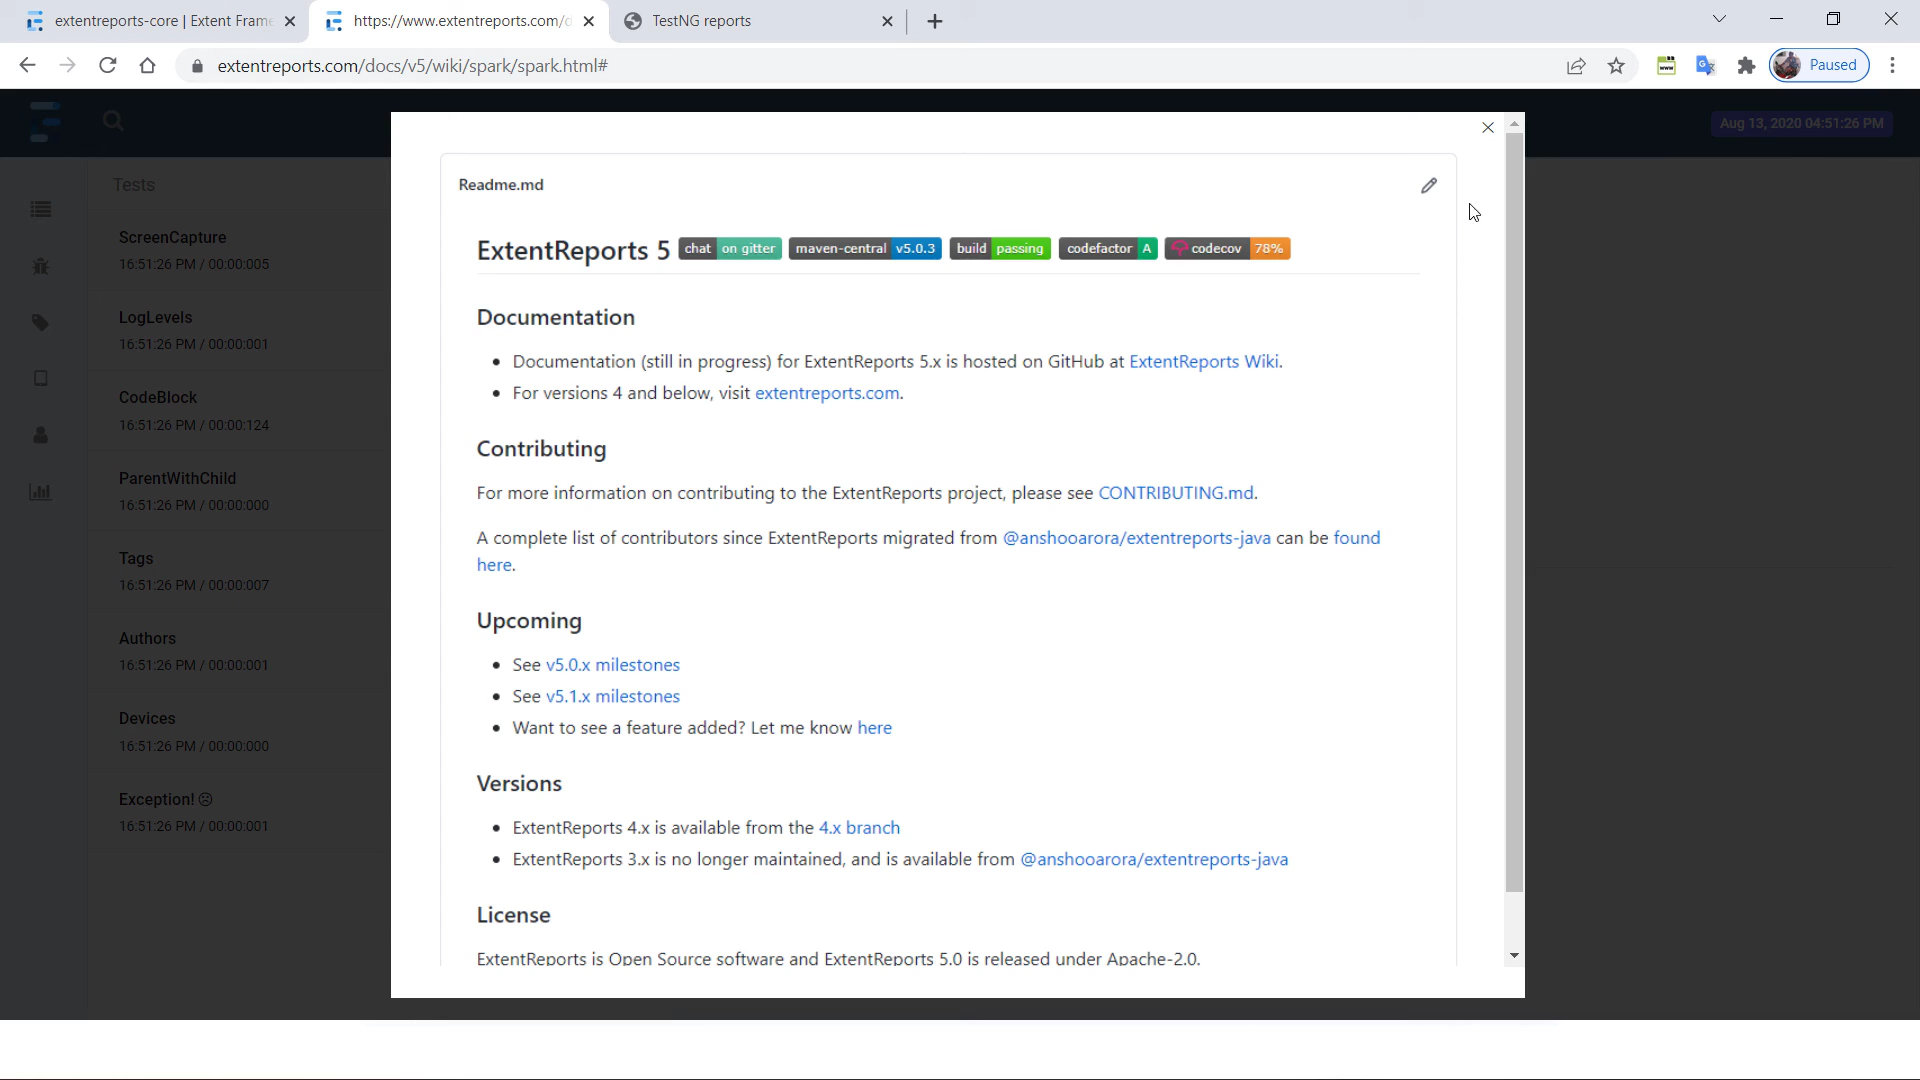 extentreports-core | Extent Frame
https://www.extentreports.com/d
TestNG reports
extentreports.com/docs/v5/wiki/spark/spark.html#
Paused
Aug 13, 2020 04:51:26 PM
Tests
ScreenCapture
16:51:26 PM / 00:00:005
LogLevels
16:51:26 PM / 00:00:001
CodeBlock
16:51:26 PM / 00:00:124
ParentWithChild
16:51:26 PM / 00:00:000
Tags
16:51:26 PM / 00:00:007
Authors
16:51:26 PM / 00:00:001
Devices
16:51:26 PM / 00:00:000
Exception! ☹
16:51:26 PM / 00:00:001
Readme.md
ExtentReports 5 chat on gitter maven-central v5.0.3 build passing codefactor A codecov 78%
Documentation
• Documentation (still in progress) for ExtentReports 5.x is hosted on GitHub at ExtentReports Wiki.
• For versions 4 and below, visit extentreports.com.
Contributing
For more information on contributing to the ExtentReports project, please see CONTRIBUTING.md.
A complete list of contributors since ExtentReports migrated from @anshooarora/extentreports-java can be found
here.
Upcoming
• See v5.0.x milestones
• See v5.1.x milestones
• Want to see a feature added? Let me know here
Versions
• ExtentReports 4.x is available from the 4.x branch
• ExtentReports 3.x is no longer maintained, and is available from @anshooarora/extentreports-java
License
ExtentReports is Open Source software and ExtentReports 5.0 is released under Apache-2.0.